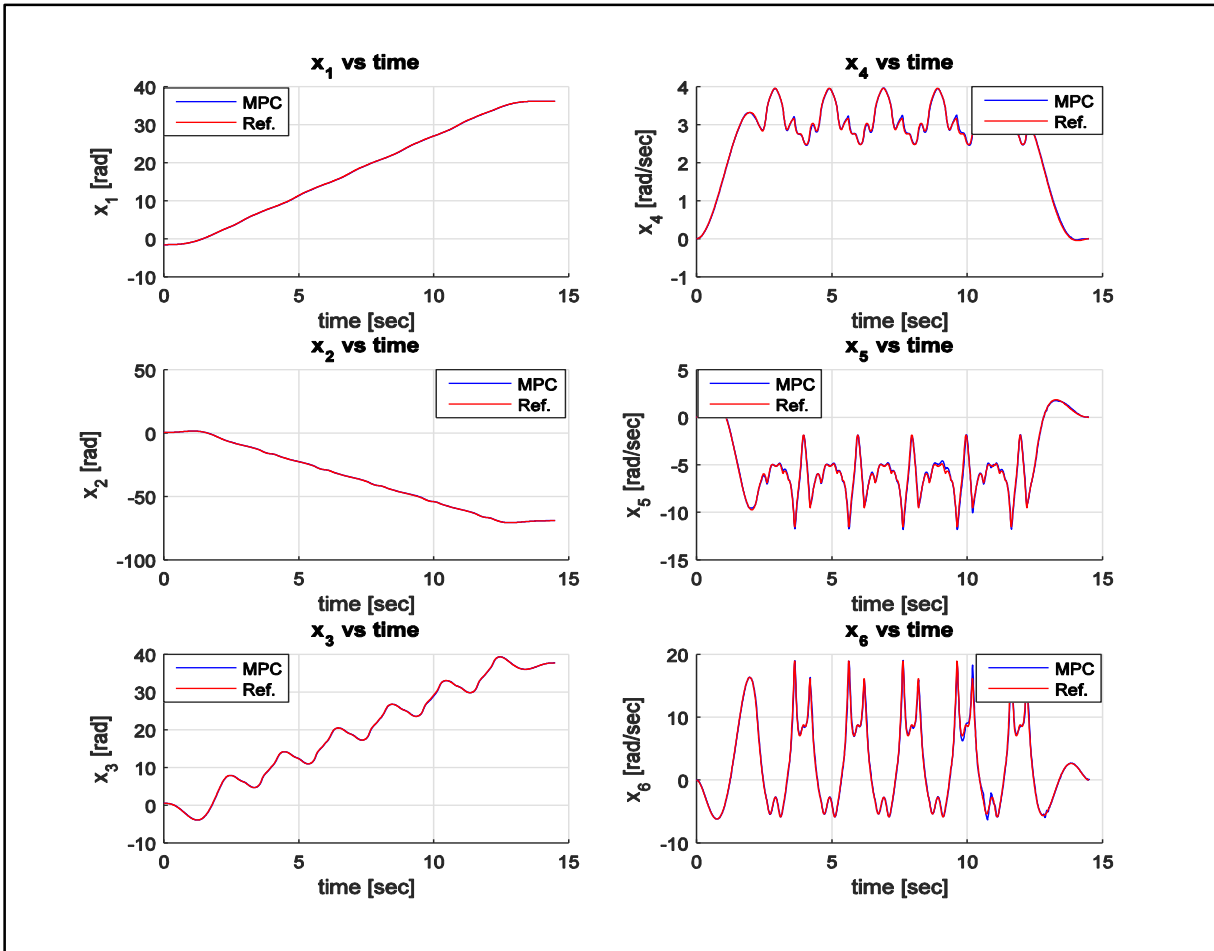 x₁ vs time
40
30
20
10
0
-10
x₁ [rad]
MPC
Ref.
0 5 10 15
time [sec]
x₄ vs time
4
3
2
1
0
-1
x₄ [rad/sec]
MPC
Ref.
0 5 10 15
time [sec]
x₂ vs time
50
0
-50
-100
x₂ [rad]
MPC
Ref.
0 5 10 15
time [sec]
x₅ vs time
5
0
-5
-10
-15
x₅ [rad/sec]
MPC
Ref.
0 5 10 15
time [sec]
x₃ vs time
40
30
20
10
0
-10
x₃ [rad]
MPC
Ref.
0 5 10 15
time [sec]
x₆ vs time
20
10
0
-10
x₆ [rad/sec]
MPC
Ref.
0 5 10 15
time [sec]